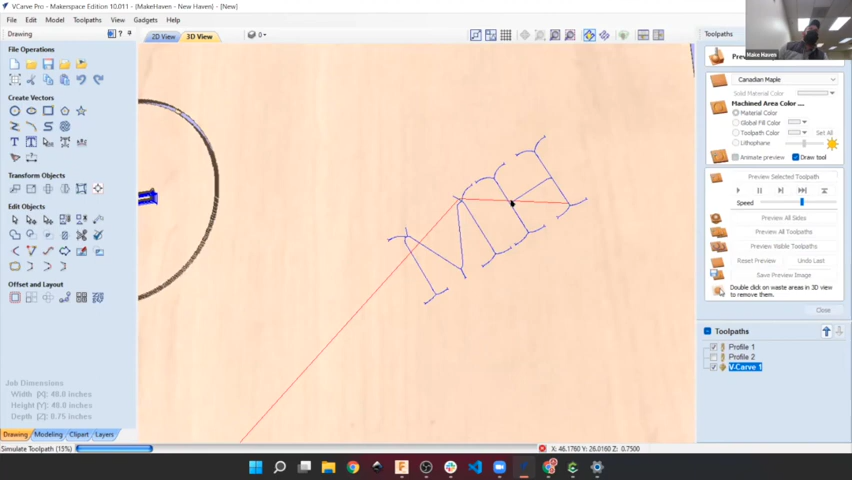 VCarve Pro - Makerspace Edition 10.011 - {MakeHaven - New Haven} - [New]
File Edit Model Toolpaths View Gadgets Help
Drawing
2D View 3D View
0
Toolpaths
Make Haven
File Operations
Create Vectors
Transform Objects
Edit Objects
Offset and Layout
Job Dimensions
Width (X): 48.0 inches
Height (Y): 48.0 inches
Depth (Z): 0.75 inches
Drawing Modeling Clipart Layers
Simulate Toolpath (15%)
X: 46.1760 Y: 26.0160 Z: 0.7500
MH
Canadian Maple
Solid Material Color
Machined Area Color ...
Material Color
Global Fill Color
Toolpath Color Set All
Lithophane
Animate preview Draw tool
Preview Selected Toolpath
Speed
Preview All Sides
Preview All Toolpaths
Preview Visible Toolpaths
Reset Preview Undo Last
Save Preview Image
Double click on waste areas in 3D view
to remove them.
Close
Toolpaths
Profile 1
Profile 2
V-Carve 1